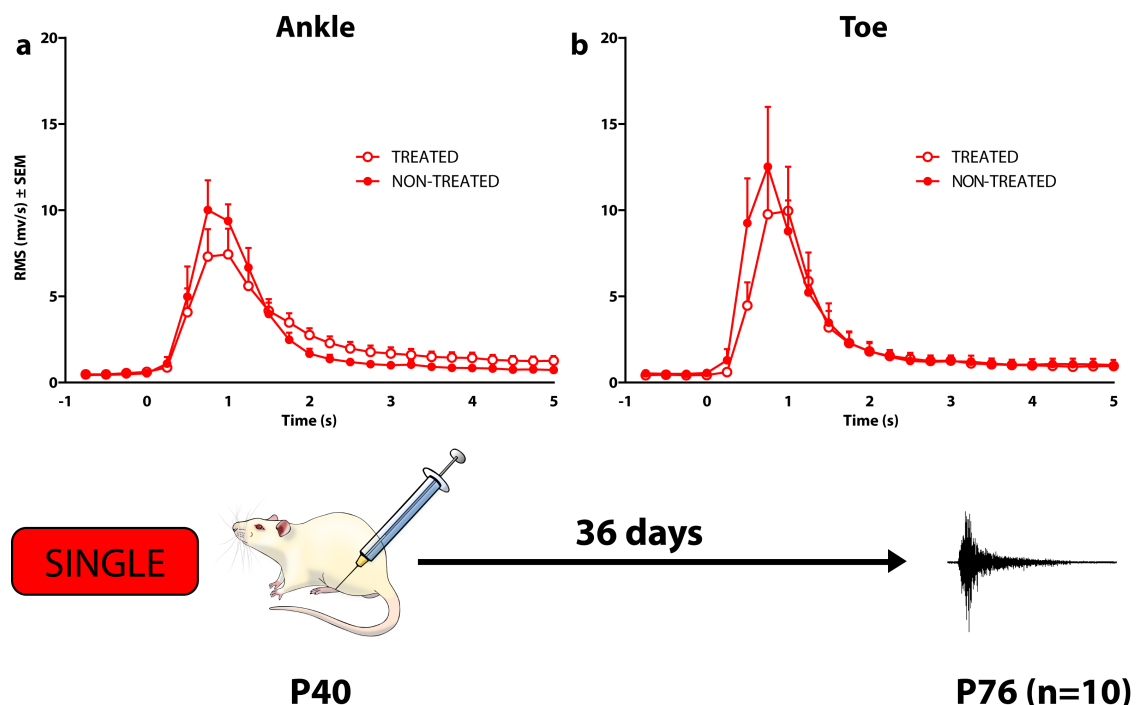 a
Ankle
20
15
10
5
0
RMS (mv/s) ± SEM
TREATED
NON-TREATED
-1 0 1 2 3 4 5
Time (s)
b
Toe
20
15
10
5
0
TREATED
NON-TREATED
-1 0 1 2 3 4 5
Time (s)
SINGLE
36 days
P40
P76 (n=10)